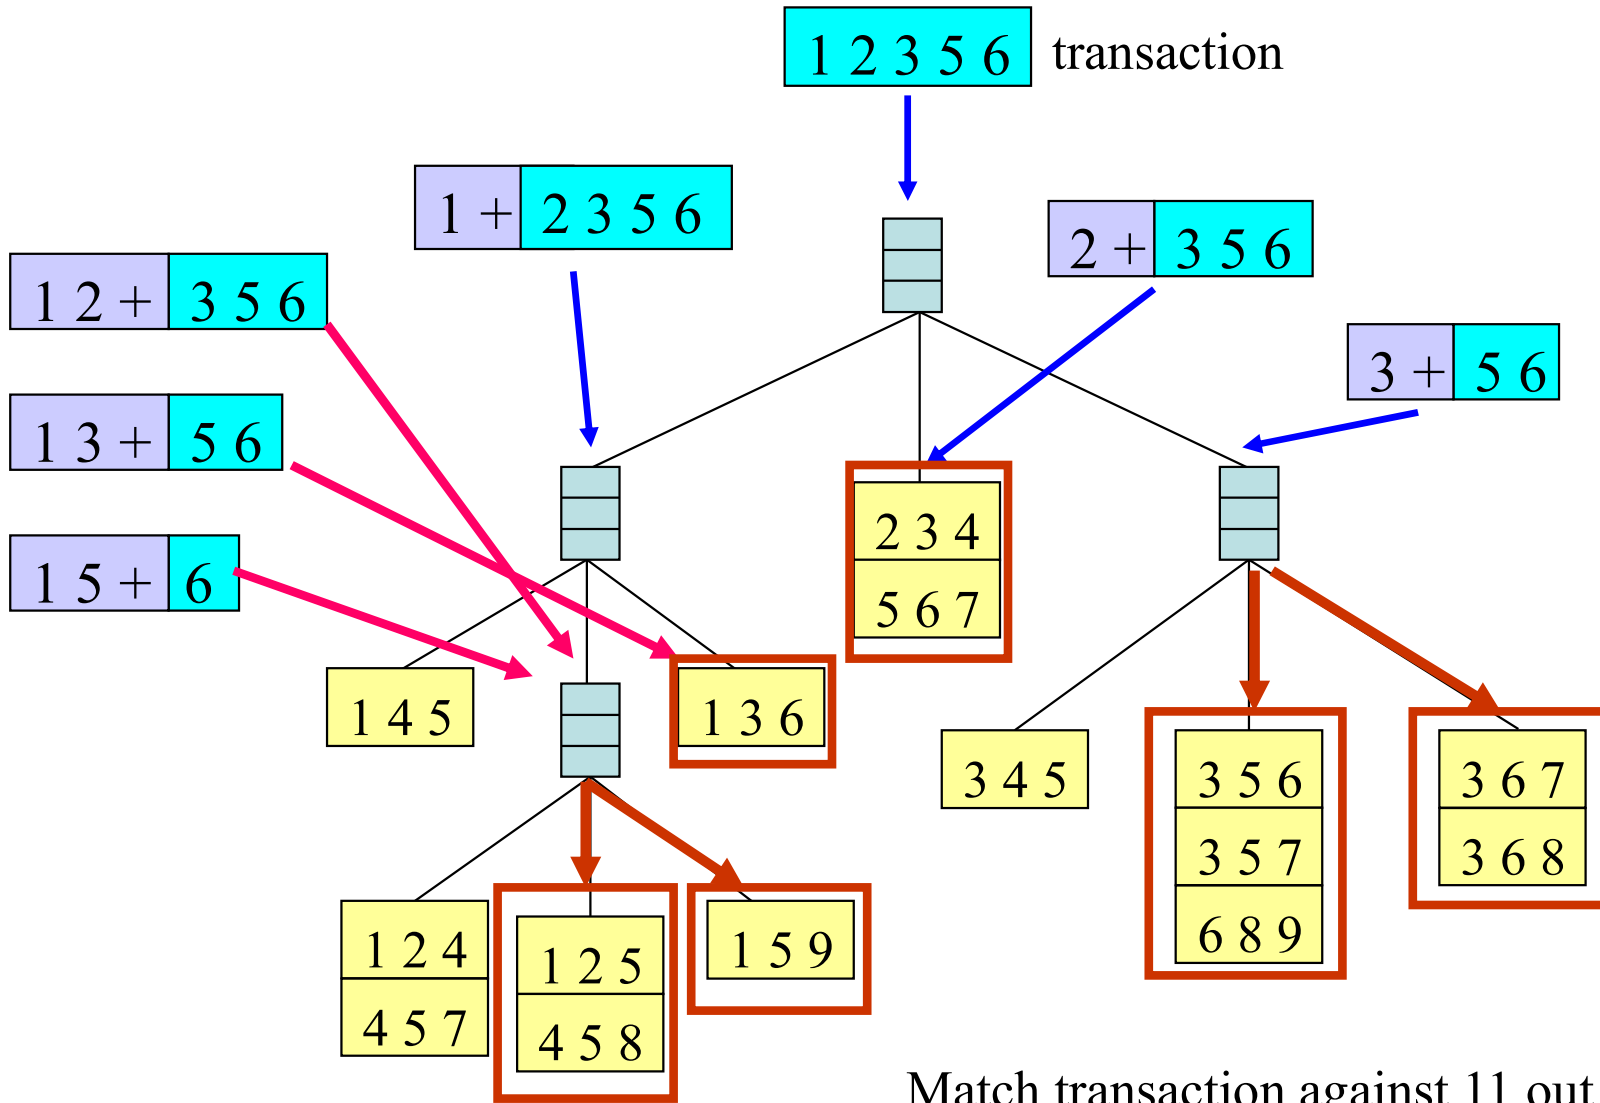 1 2 3 5 6 transaction
1 + 2 3 5 6
2 + 3 5 6
1 2 + 3 5 6
3 + 5 6
1 3 + 5 6
2 3 4
5 6 7
1 5 + 6
1 4 5
1 3 6
3 4 5
3 5 6
3 5 7
6 8 9
3 6 7
3 6 8
1 2 4
4 5 7
1 2 5
4 5 8
1 5 9
Match transaction against 11 out